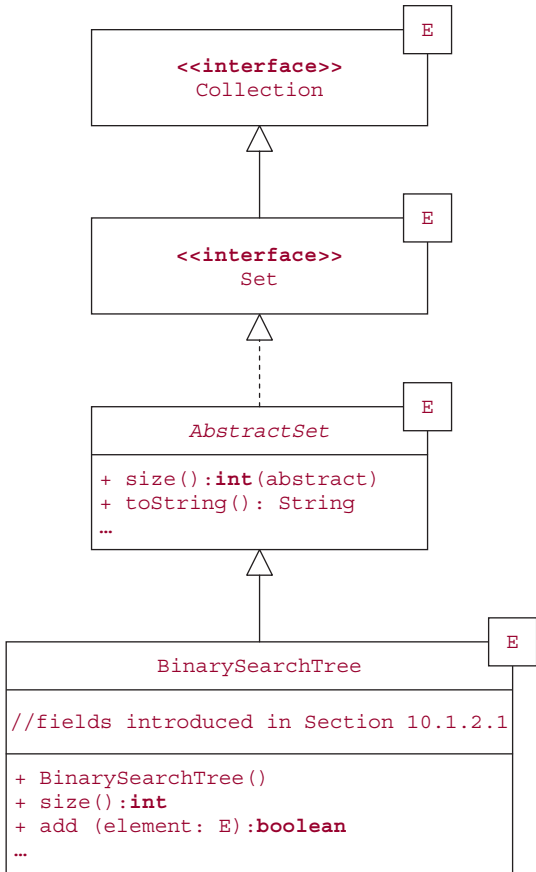 E
<<interface>>
Collection
E
<<interface>>
Set
E
AbstractSet
+ size():int(abstract)
+ toString(): String
…
E
BinarySearchTree
//fields introduced in Section 10.1.2.1
+ BinarySearchTree()
+ size():int
+ add (element: E):boolean
…